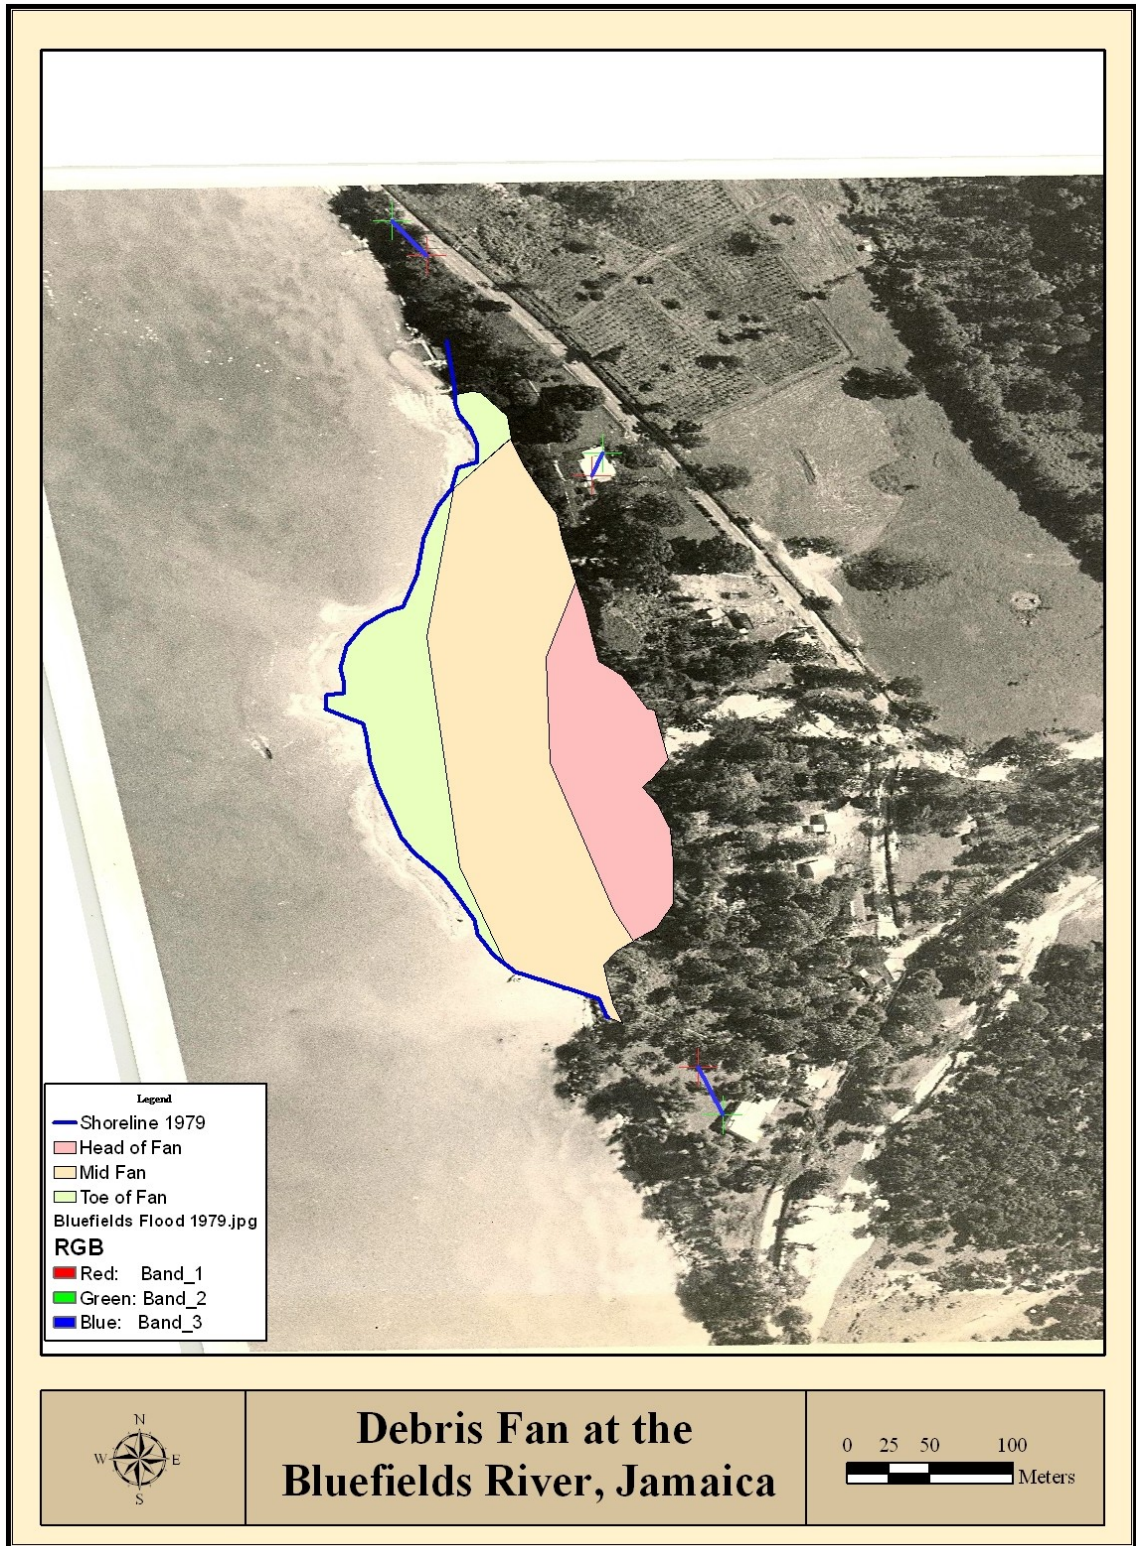 Legend
Shoreline 1979
Head of Fan
Mid Fan
Toe of Fan
Bluefields Flood 1979.jpg
RGB
Red: Band_1
Green: Band_2
Blue: Band_3
N
W E
S
Debris Fan at the
Bluefields River, Jamaica
0 25 50 100
Meters